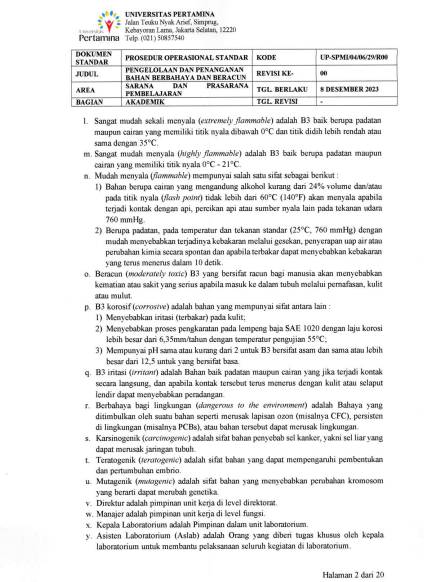 UNIVERSITAS PERTAMINA
Jalan Teuku Nyak Arief, Simprug,
Kebayoran Lama, Jakarta Selatan, 12220
Telp. (021) 50857540
UNIVERSITAS
Pertamina
DOKUMEN STANDAR PROSEDUR OPERASIONAL STANDAR KODE UP-SPMI/04/06/29/R00
JUDUL PENGELOLAAN DAN PENANGANAN BAHAN BERBAHAYA DAN BERACUN REVISI KE- 00
AREA SARANA DAN PRASARANA PEMBELAJARAN TGL. BERLAKU 8 DESEMBER 2023
BAGIAN AKADEMIK TGL. REVISI -
l. Sangat mudah sekali menyala (extremely flammable) adalah B3 baik berupa padatan
maupun cairan yang memiliki titik nyala dibawah 0°C dan titik didih lebih rendah atau
sama dengan 35°C.
m. Sangat mudah menyala (highly flammable) adalah B3 baik berupa padatan maupun
cairan yang memiliki titik nyala 0°C - 21°C.
n. Mudah menyala (flammable) mempunyai salah satu sifat sebagai berikut :
1) Bahan berupa cairan yang mengandung alkohol kurang dari 24% volume dan/atau
pada titik nyala (flash point) tidak lebih dari 60°C (140°F) akan menyala apabila
terjadi kontak dengan api, percikan api atau sumber nyala lain pada tekanan udara
760 mmHg.
2) Berupa padatan, pada temperatur dan tekanan standar (25°C, 760 mmHg) dengan
mudah menyebabkan terjadinya kebakaran melalui gesekan, penyerapan uap air atau
perubahan kimia secara spontan dan apabila terbakar dapat menyebabkan kebakaran
yang terus menerus dalam 10 detik.
o. Beracun (moderately toxic) B3 yang bersifat racun bagi manusia akan menyebabkan
kematian atau sakit yang serius apabila masuk ke dalam tubuh melalui pernafasan, kulit
atau mulut.
p. B3 korosif (corrosive) adalah bahan yang mempunyai sifat antara lain :
1) Menyebabkan iritasi (terbakar) pada kulit;
2) Menyebabkan proses pengkaratan pada lempeng baja SAE 1020 dengan laju korosi
lebih besar dari 6,35mm/tahun dengan temperatur pengujian 55°C;
3) Mempunyai pH sama atau kurang dari 2 untuk B3 bersifat asam dan sama atau lebih
besar dari 12,5 untuk yang bersifat basa.
q. B3 iritasi (irritant) adalah Bahan baik padatan maupun cairan yang jika terjadi kontak
secara langsung, dan apabila kontak tersebut terus menerus dengan kulit atau selaput
lendir dapat menyebabkan peradangan.
r. Berbahaya bagi lingkungan (dangerous to the environment) adalah Bahaya yang
ditimbulkan oleh suatu bahan seperti merusak lapisan ozon (misalnya CFC), persisten
di lingkungan (misalnya PCBs), atau bahan tersebut dapat merusak lingkungan.
s. Karsinogenik (carcinogenic) adalah sifat bahan penyebab sel kanker, yakni sel liar yang
dapat merusak jaringan tubuh.
t. Teratogenik (teratogenic) adalah sifat bahan yang dapat mempengaruhi pembentukan
dan pertumbuhan embrio.
u. Mutagenik (mutagenic) adalah sifat bahan yang menyebabkan perubahan kromosom
yang berarti dapat merubah genetika.
v. Direktur adalah pimpinan unit kerja di level direktorat.
w. Manajer adalah pimpinan unit kerja di level fungsi.
x. Kepala Laboratorium adalah Pimpinan dalam unit laboratorium.
y. Asisten Laboratorium (Aslab) adalah Orang yang diberi tugas khusus oleh kepala
laboratorium untuk membantu pelaksanaan seluruh kegiatan di laboratorium.
Halaman 2 dari 20